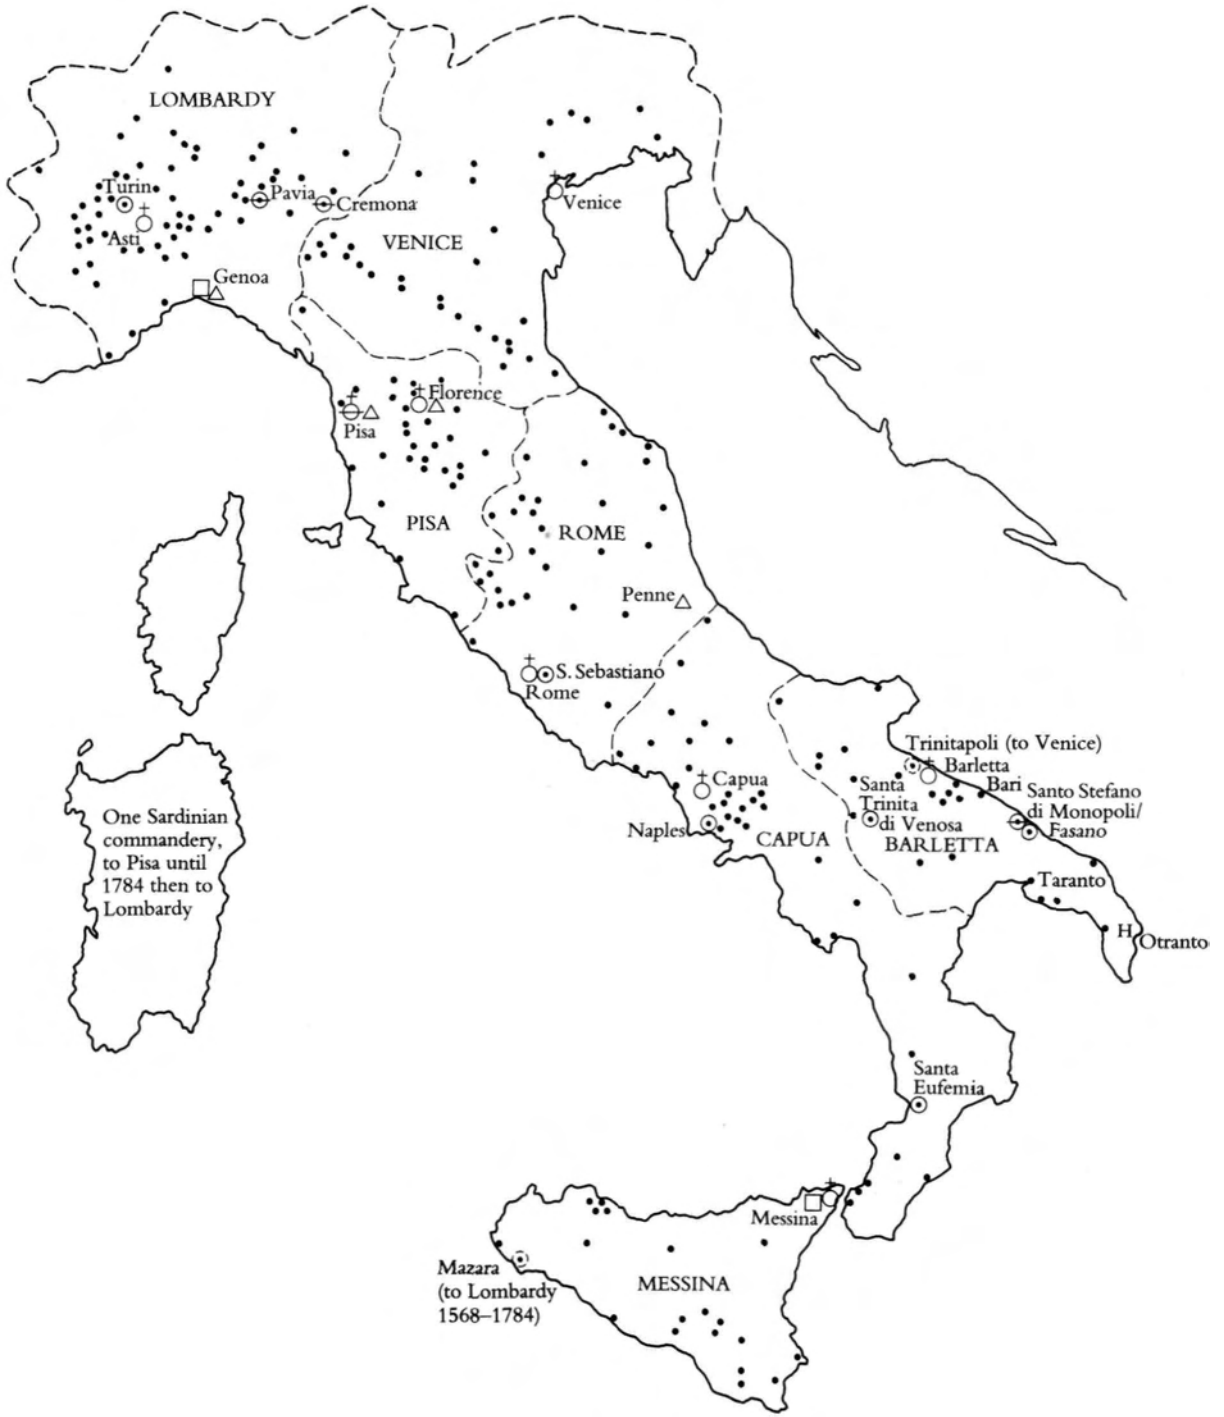 LOMBARDY
Turin
Pavia
Cremona
Asti
Venice
VENICE
Genoa
Florence
Pisa
PISA
ROME
Penne
S. Sebastiano
Rome
Trinitapoli (to Venice)
Barletta
Capua
Santa
Trinita
di Venosa
Bari
Santo Stefano
di Monopoli/
Fasano
One Sardinian
commandery,
to Pisa until
1784 then to
Lombardy
Naples
CAPUA
BARLETTA
Taranto
H
Otranto
Santa
Eufemia
Messina
Mazara
(to Lombardy
1568–1784)
MESSINA